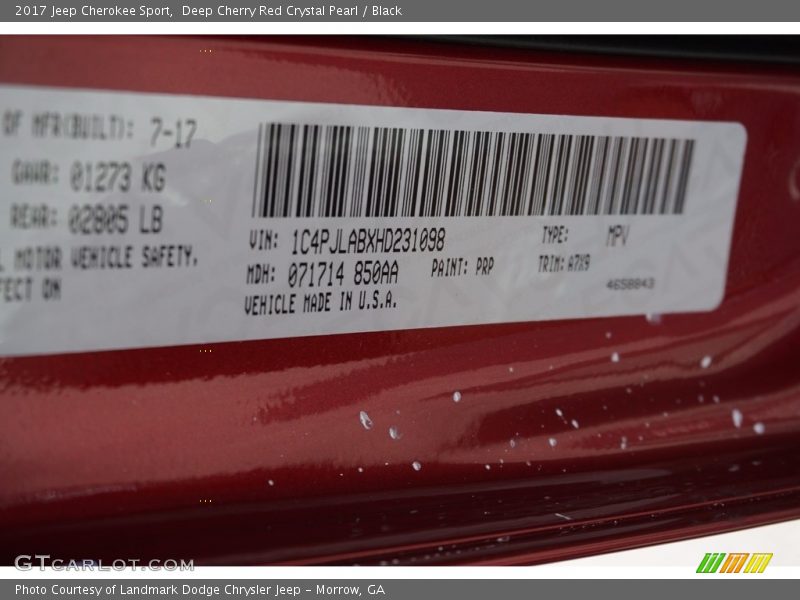 2017 Jeep Cherokee Sport,  Deep Cherry Red Crystal Pearl / Black
OF MFR(BUILT): 7-17
GAWR: 01273 KG
REAR: 02805 LB
L MOTOR VEHICLE SAFETY.
FECT ON
VIN: 1C4PJLABXHD231098
TYPE: MPV
MDH: 071714 850AA
PAINT: PRP
TRIM: A7X9
VEHICLE MADE IN U.S.A.
4658843
GTCARLOT.COM
Photo Courtesy of Landmark Dodge Chrysler Jeep – Morrow, GA